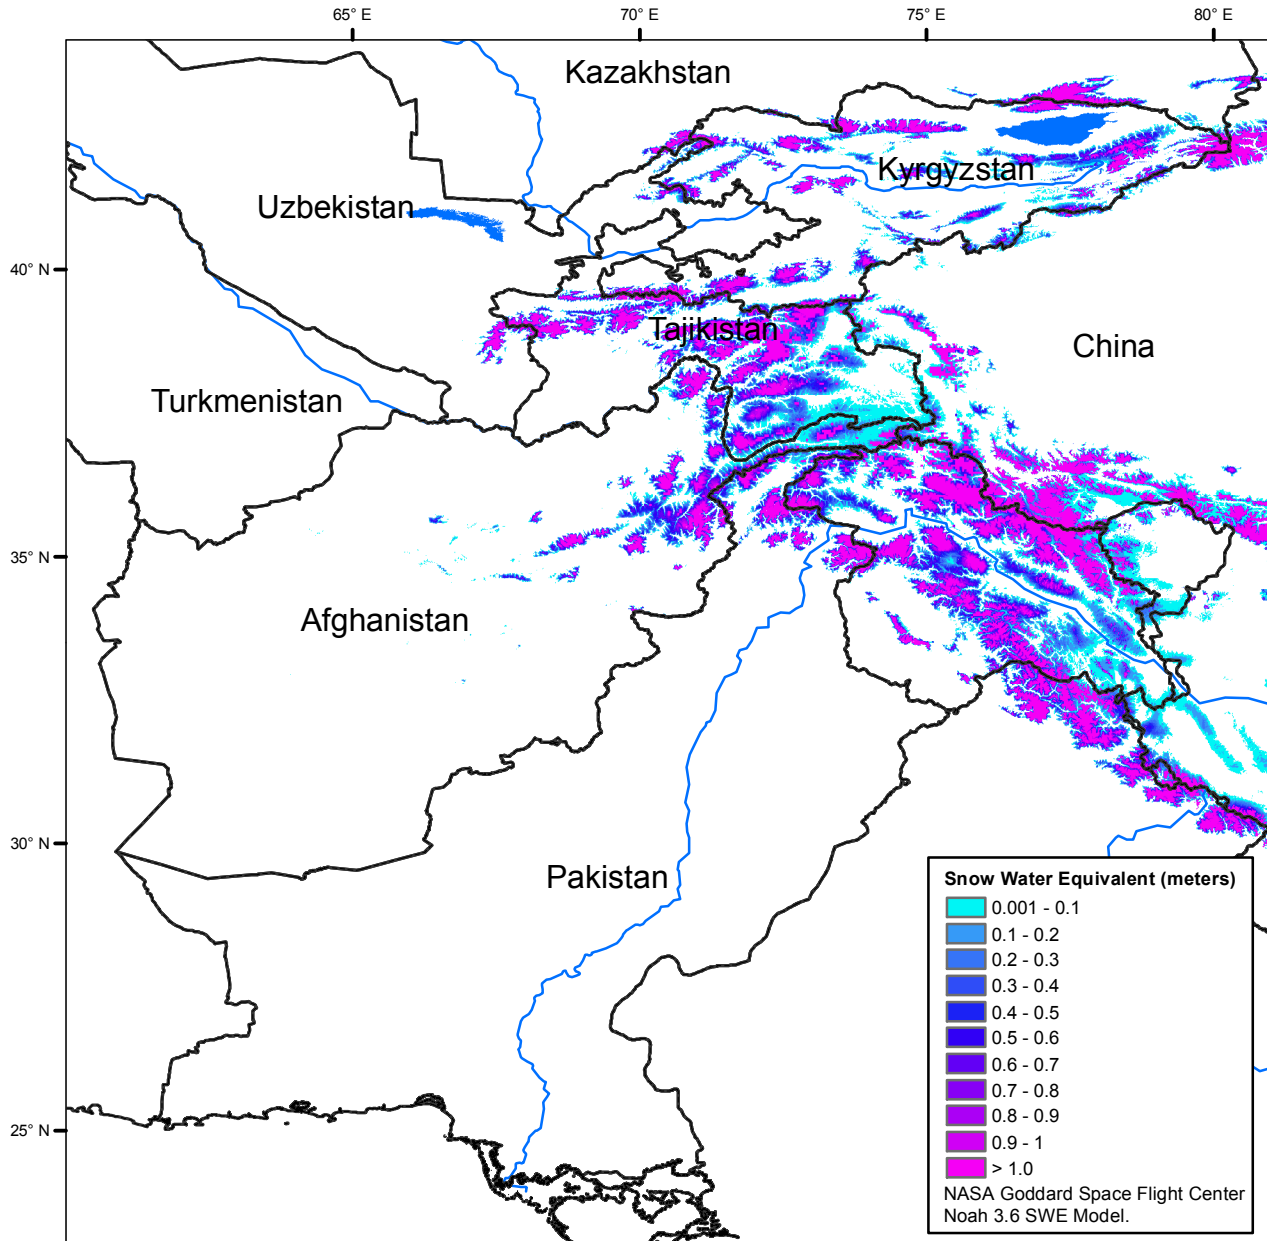 65° E
70° E
75° E
80° E
Kazakhstan
Kyrgyzstan
Uzbekistan
40° N
Tajikistan
China
Turkmenistan
35° N
Afghanistan
30° N
Pakistan
25° N
Snow Water Equivalent (meters)
0.001 - 0.1
0.1 - 0.2
0.2 - 0.3
0.3 - 0.4
0.4 - 0.5
0.5 - 0.6
0.6 - 0.7
0.7 - 0.8
0.8 - 0.9
0.9 - 1
> 1.0
NASA Goddard Space Flight Center
Noah 3.6 SWE Model.